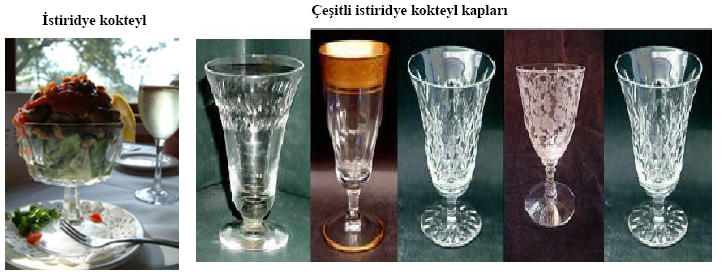 İstiridye kokteyl
Çeşitli istiridye kokteyl kapları